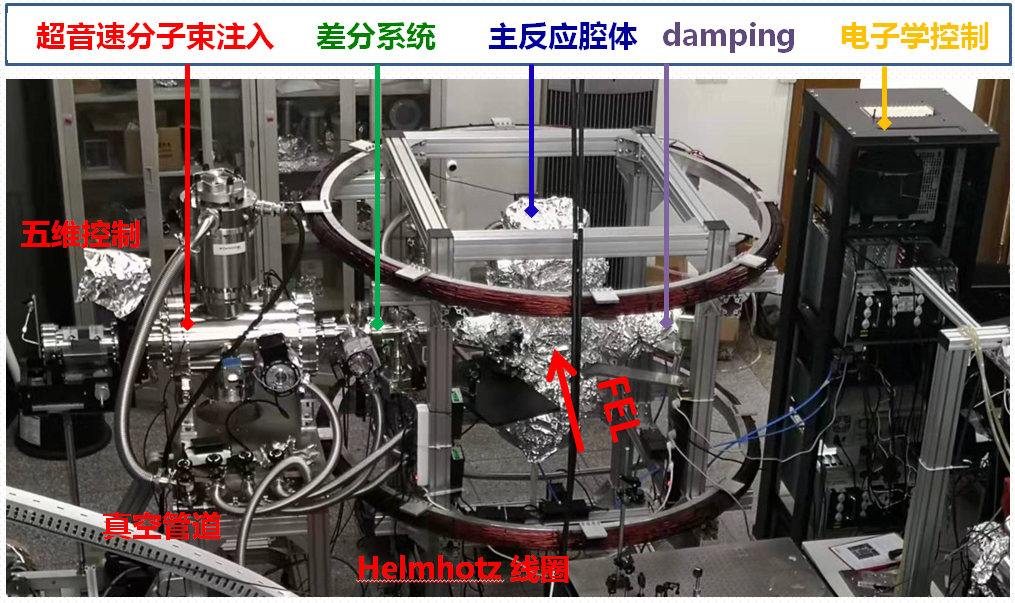 超音速分子束注入 差分系统 主反应腔体 damping 电子学控制
五维控制
FEL
真空管道
Helmhotz 线圈